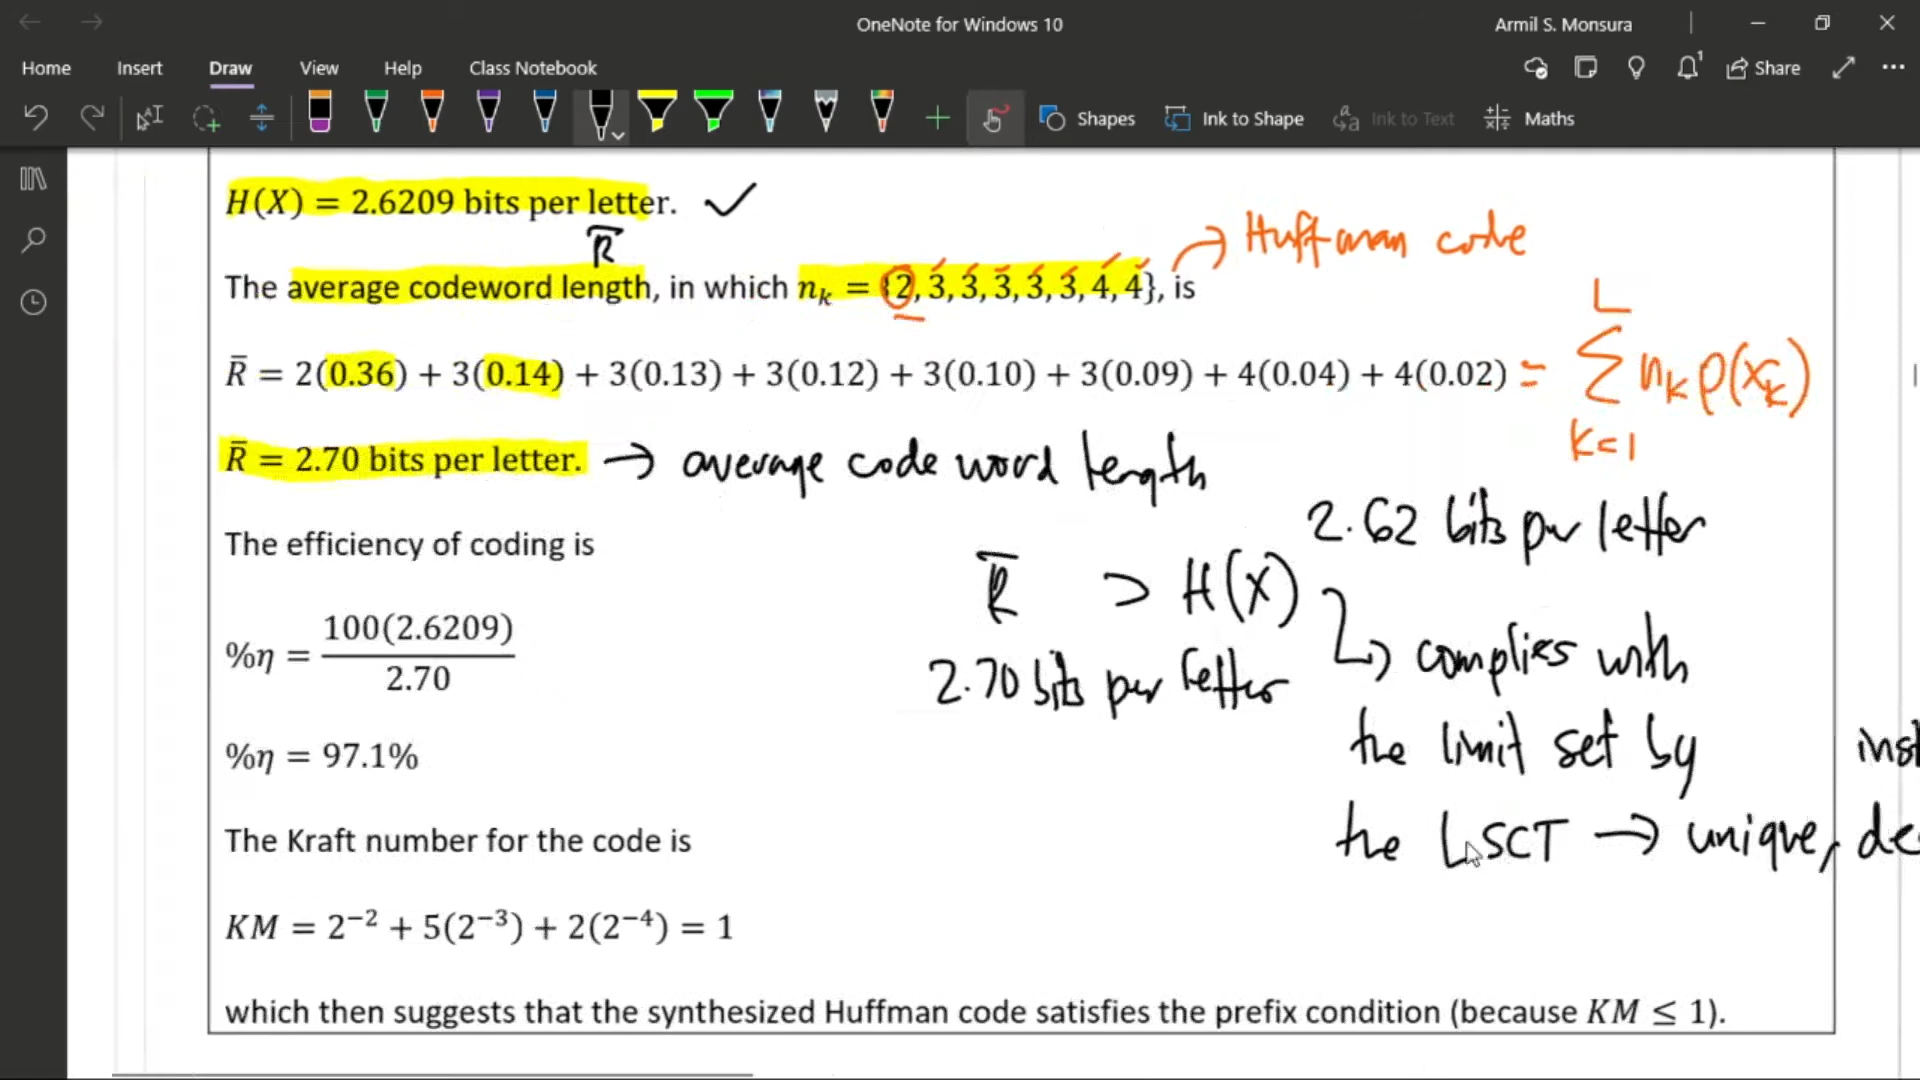 OneNote for Windows 10
Armil S. Monsura
Home Insert Draw View Help Class Notebook
1 Share
Shapes Ink to Shape Ink to Text Maths
H(X) = 2.6209 bits per letter. ✓
R̄
→ Huffman code
The average codeword length, in which nₖ = {2, 3, 3, 3, 3, 3, 4, 4}, is
R̄ = 2(0.36) + 3(0.14) + 3(0.13) + 3(0.12) + 3(0.10) + 3(0.09) + 4(0.04) + 4(0.02) = L ∑ k=1 nₖ p(xₖ)
R̄ = 2.70 bits per letter. → average code word length
2.62 bits per letter
The efficiency of coding is
R̄ > H(X)
%η = 100(2.6209) / 2.70
2.70 bits per letter
↳ complies with
the limit set by
%η = 97.1%
the LSCT → unique,
The Kraft number for the code is
KM = 2⁻² + 5(2⁻³) + 2(2⁻⁴) = 1
which then suggests that the synthesized Huffman code satisfies the prefix condition (because KM ≤ 1).